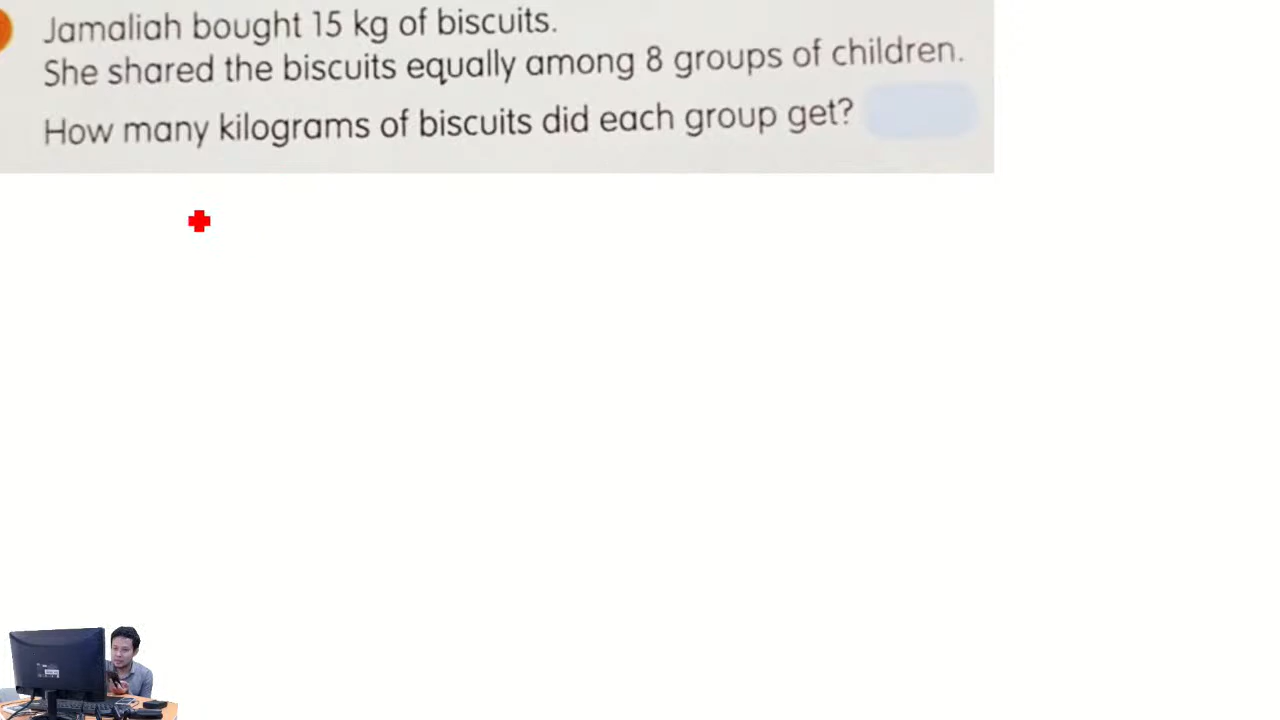 Jamaliah bought 15 kg of biscuits.
She shared the biscuits equally among 8 groups of children.
How many kilograms of biscuits did each group get?